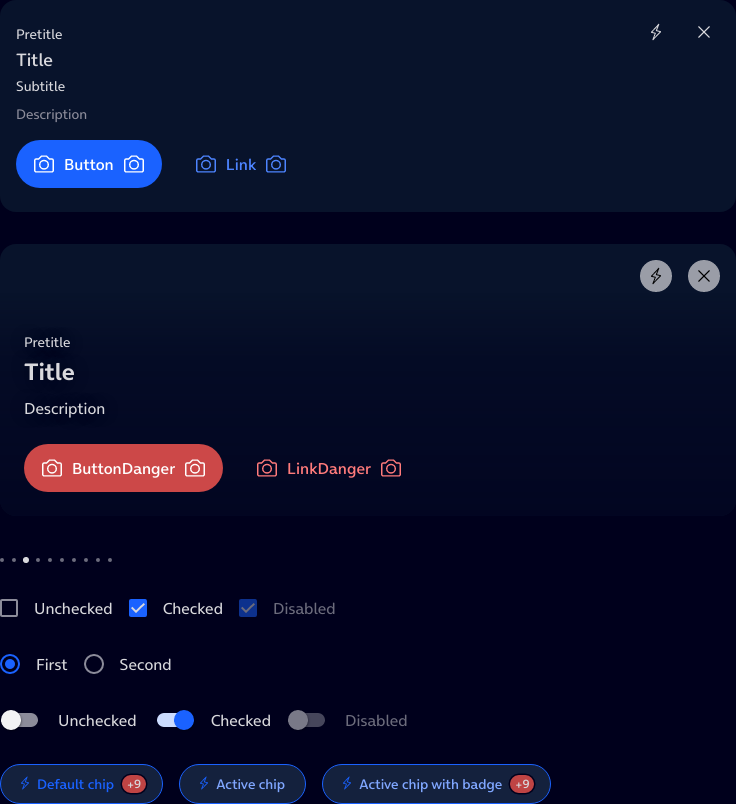 Pretitle
Title
Subtitle
Description
Button Link
Pretitle
Title
Description
ButtonDanger LinkDanger
Unchecked Checked Disabled
First Second
Unchecked Checked Disabled
Default chip +9 Active chip Active chip with badge +9